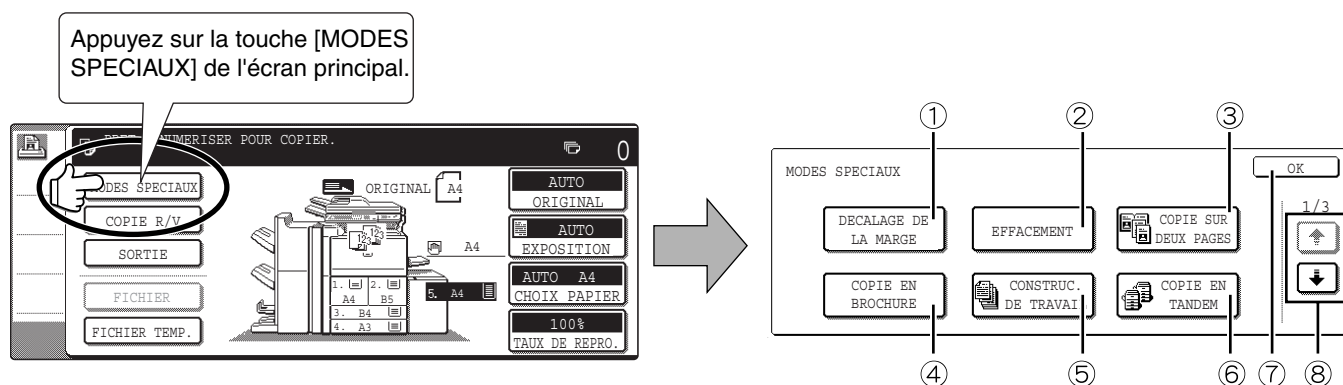 Appuyez sur la touche [MODES
SPECIAUX] de l'écran principal.
NUMERISER POUR COPIER.
0
MODES SPECIAUX
COPIE R/V
SORTIE
FICHIER
FICHIER TEMP.
ORIGINAL A4
A4
1.
A4
2.
B5
3. B4
4. A3
5. A4
AUTO
ORIGINAL
AUTO
EXPOSITION
AUTO A4
CHOIX PAPIER
100%
TAUX DE REPRO.
① ② ③
MODES SPECIAUX
OK
1/3
DECALAGE DE
LA MARGE
EFFACEMENT
COPIE SUR
DEUX PAGES
COPIE EN
BROCHURE
CONSTRUC.
DE TRAVAIL
COPIE EN
TANDEM
④ ⑤ ⑥ ⑦ ⑧